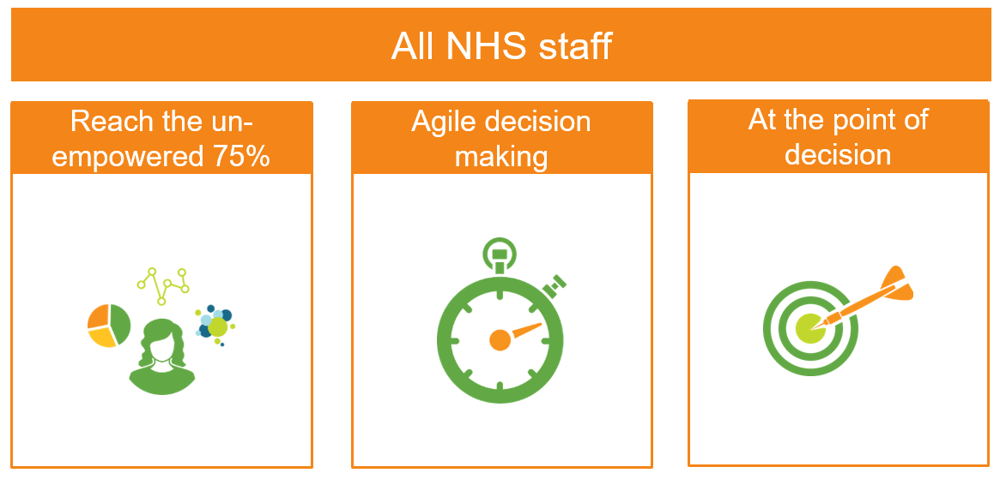 All NHS staff
Reach the un-
empowered 75%
Agile decision
making
At the point of
decision